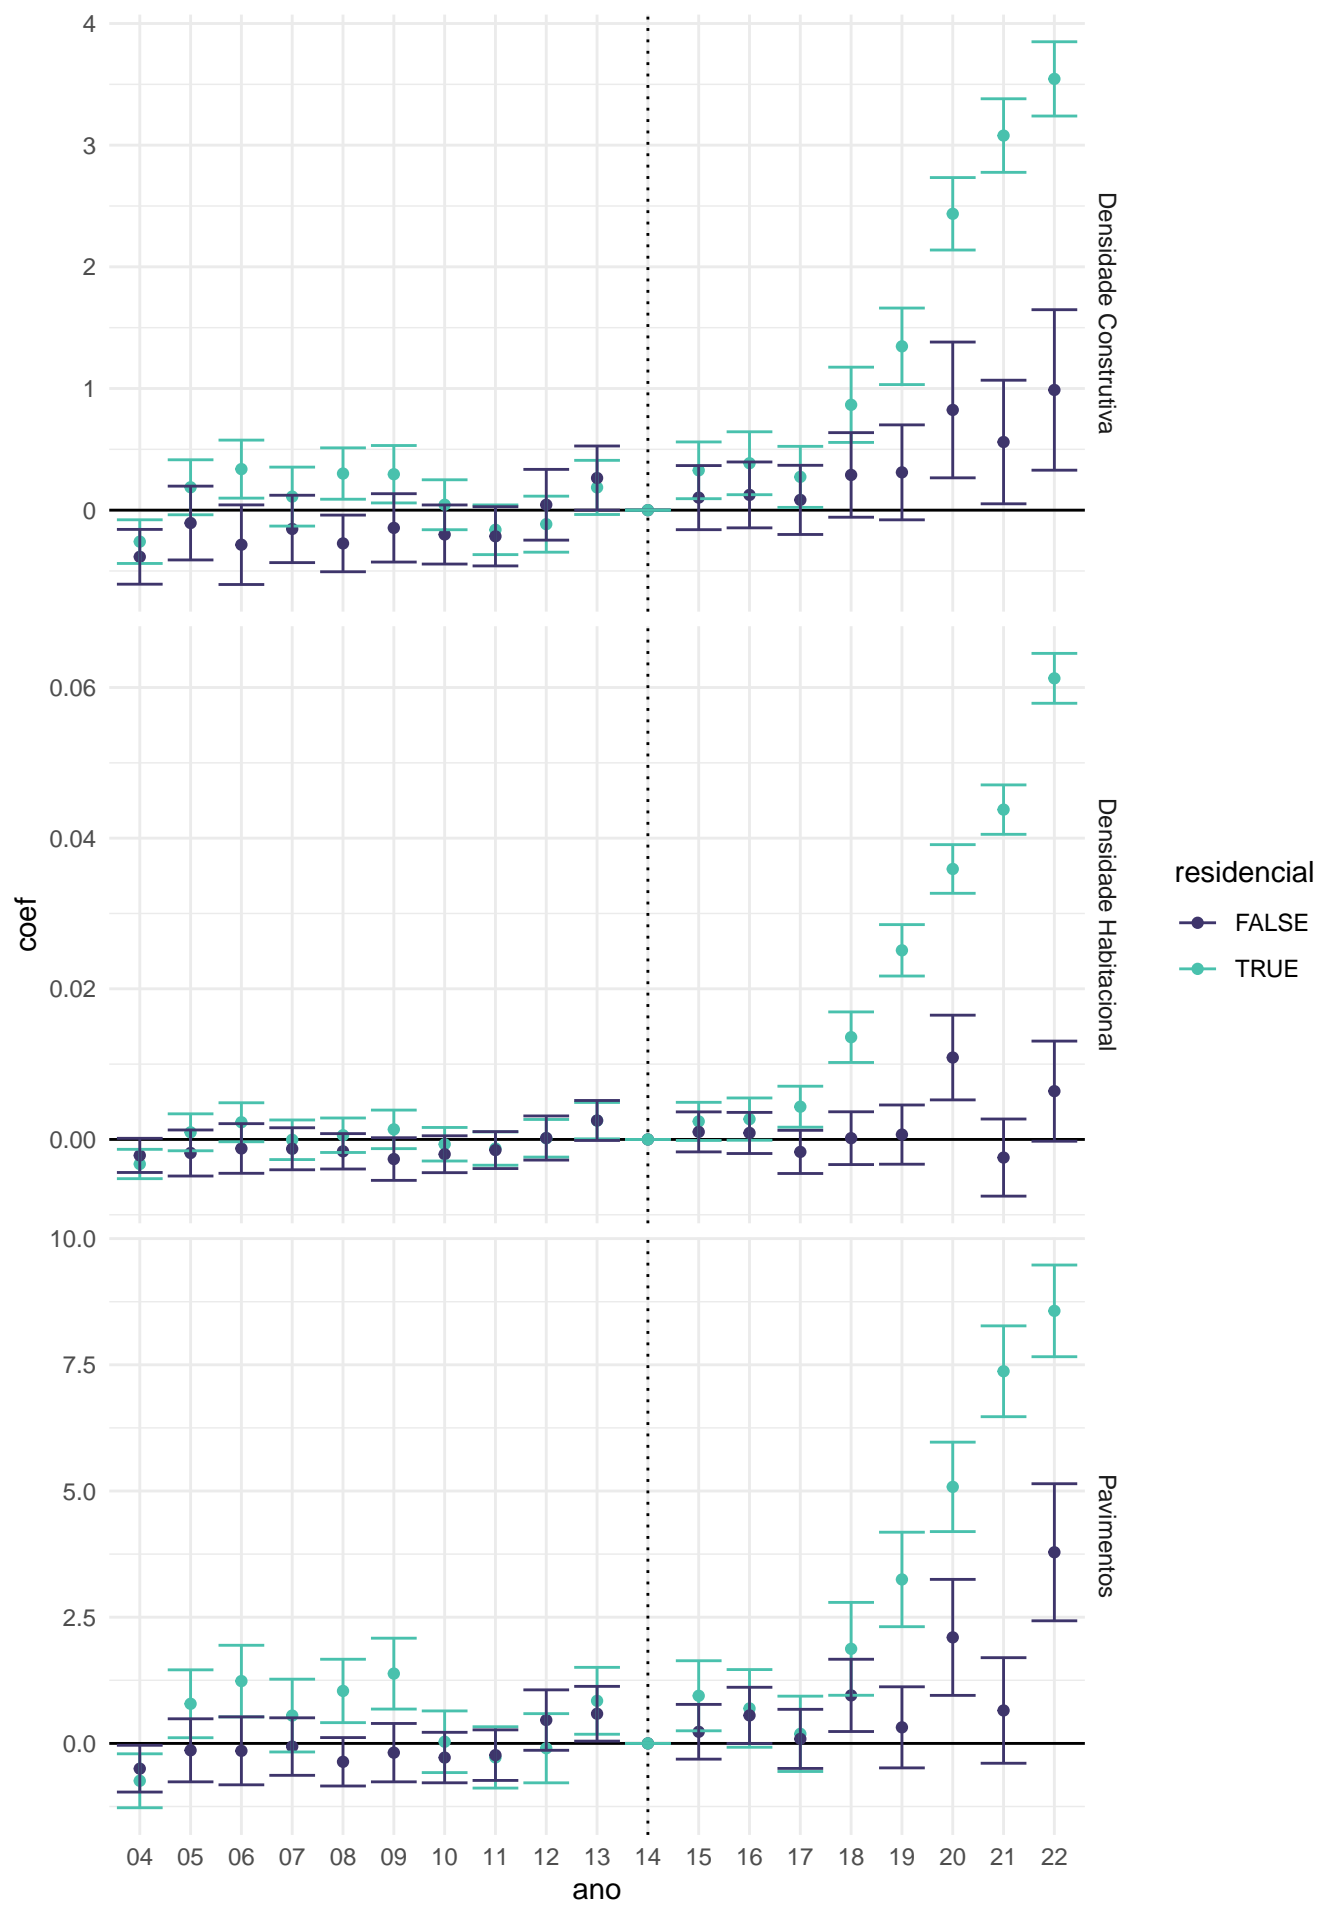 4
3
2
1
0
Densidade Construtiva
0.06
0.04
0.02
0.00
Densidade Habitacional
10.0
7.5
5.0
2.5
0.0
Pavimentos
04 05 06 07 08 09 10 11 12 13 14 15 16 17 18 19 20 21 22
ano
coef
residencial
FALSE
TRUE